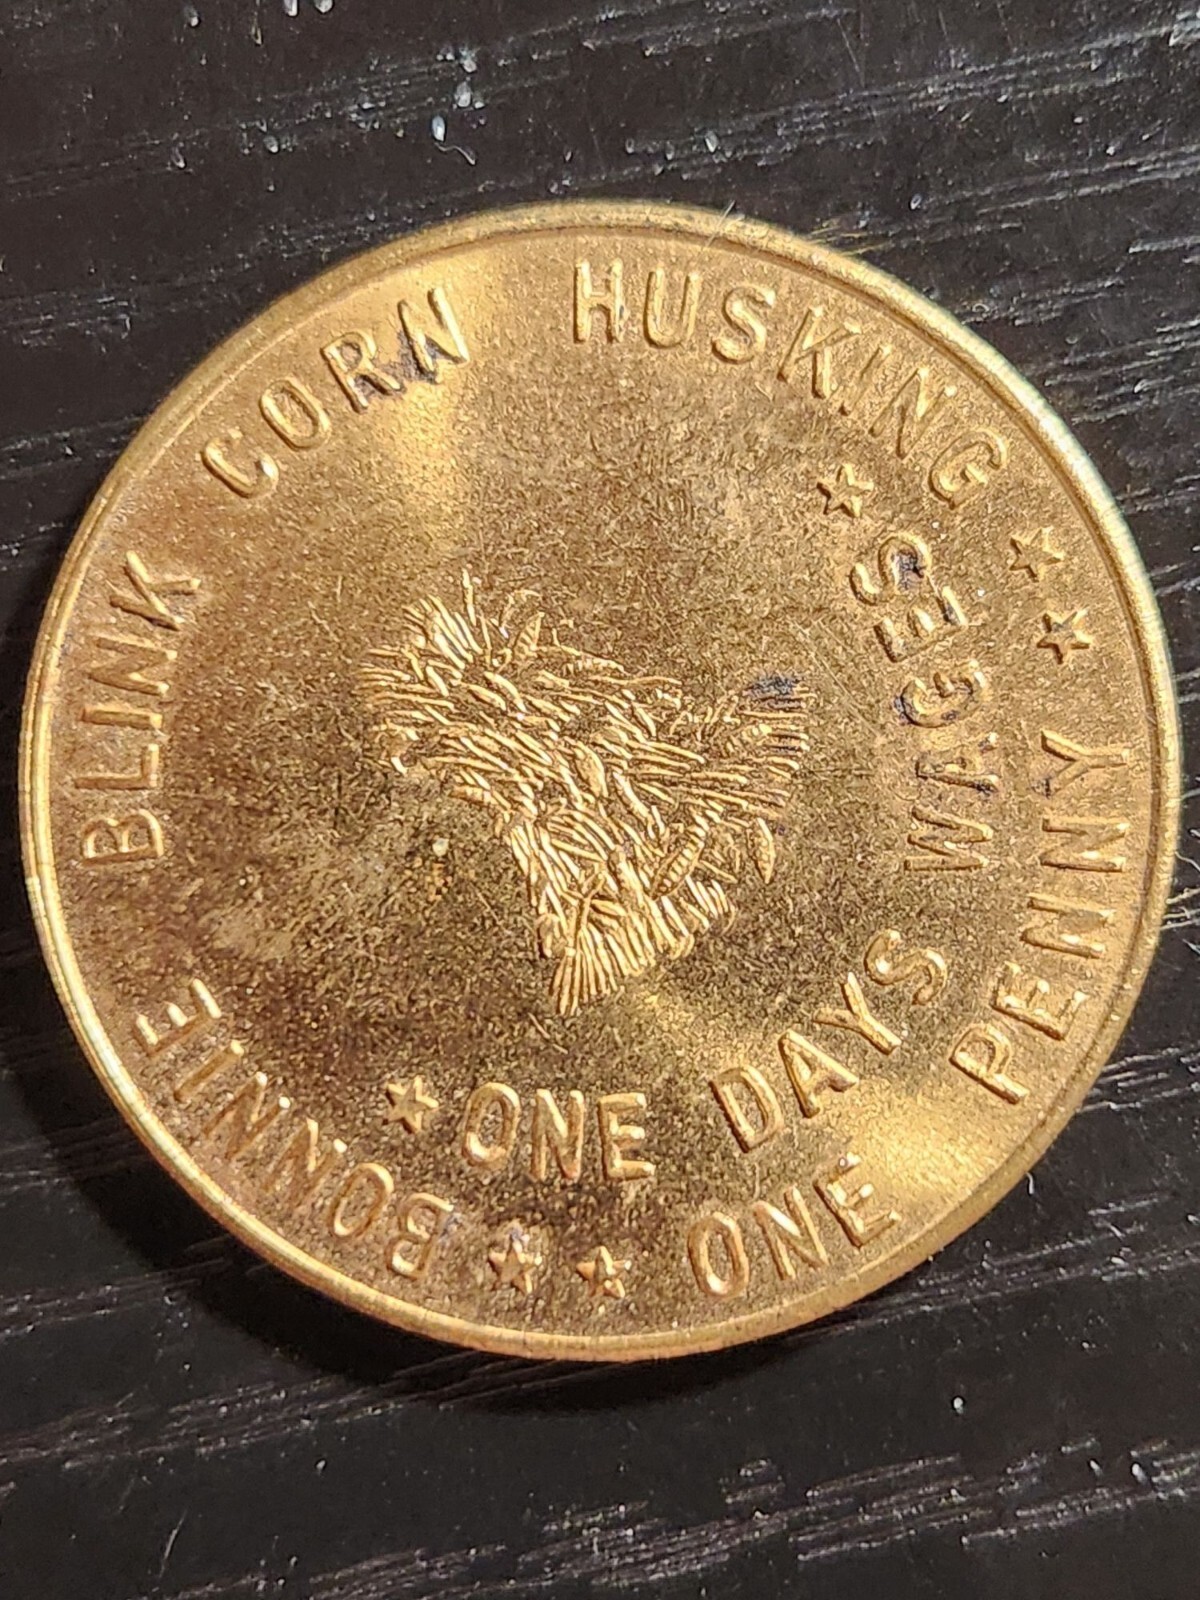 BONNIE BLINK CORN HUSKING
ONE PENNY
ONE DAYS WAGES